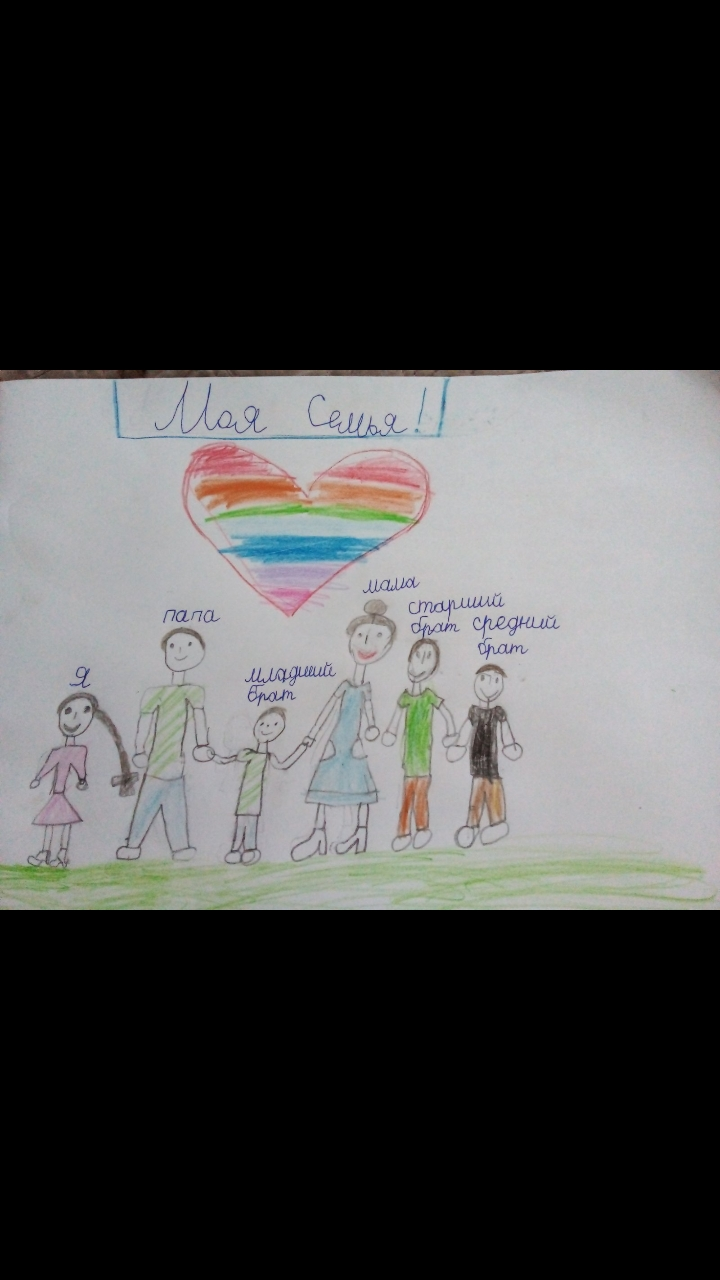 Моя Семья!
мама
старший
брат
средний
брат
папа
младший
брат
Я